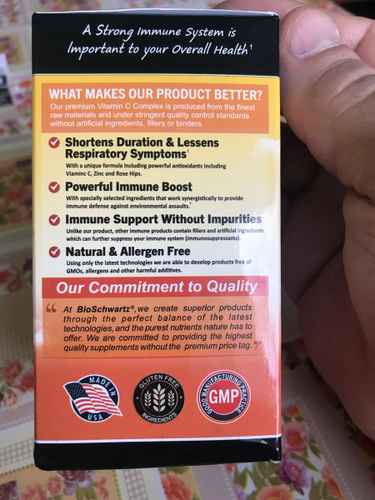 A Strong Immune System is
Important to your Overall Health†
WHAT MAKES OUR PRODUCT BETTER?
Our premium Vitamin C Complex is produced from the finest
raw materials and under stringent quality control standards
without artificial ingredients, fillers or binders.
Shortens Duration & Lessens
Respiratory Symptoms†
With a unique formula including powerful antioxidants including
Viaminc C, Zinc and Rose Hips.
Powerful Immune Boost
With specially selected ingredients that work synergistically to provide
immune defense against environmental assaults.†
Immune Support Without Impurities
Unlike our product, other immune products contain fillers and artificial ingredients
which can further suppress your immune system (immunosuppressants).
Natural & Allergen Free
Using only the latest technologies we are able to develop products free of
GMOs, allergens and other harmful additives.
Our Commitment to Quality
“ At BioSchwartz®, we create superior products
through the perfect balance of the latest
technologies, and the purest nutrients nature has to
offer. We are committed to providing the highest
quality supplements without the premium price tag. ”
MADE IN
USA
GLUTEN FREE
INGREDIENTS
GOOD MANUFACTURING PRACTICE
GMP